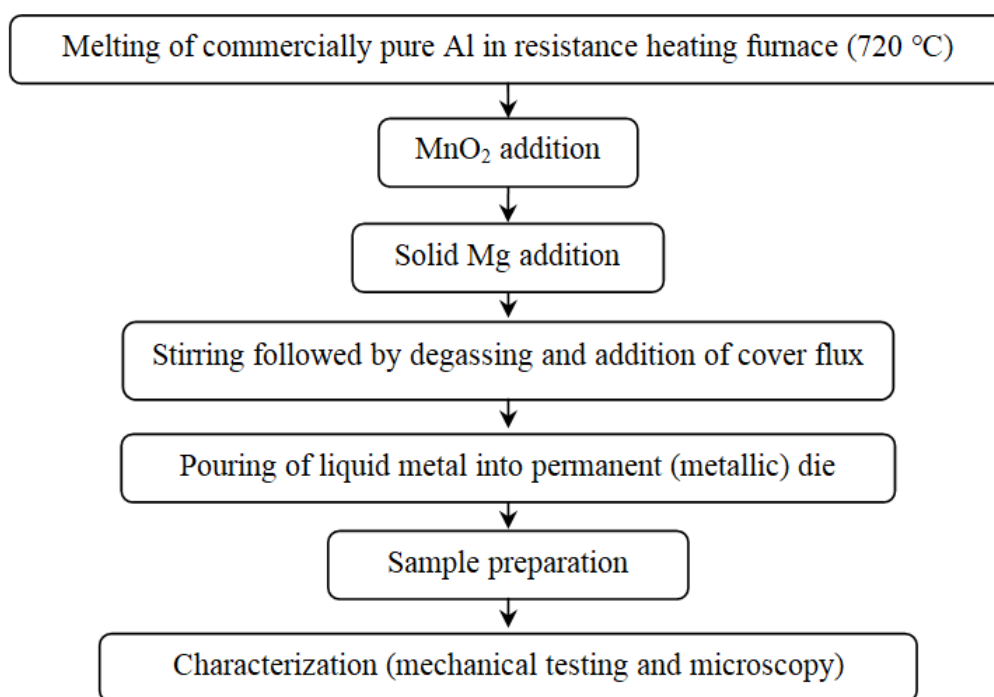 Melting of commercially pure Al in resistance heating furnace (720 °C)
MnO₂ addition
Solid Mg addition
Stirring followed by degassing and addition of cover flux
Pouring of liquid metal into permanent (metallic) die
Sample preparation
Characterization (mechanical testing and microscopy)